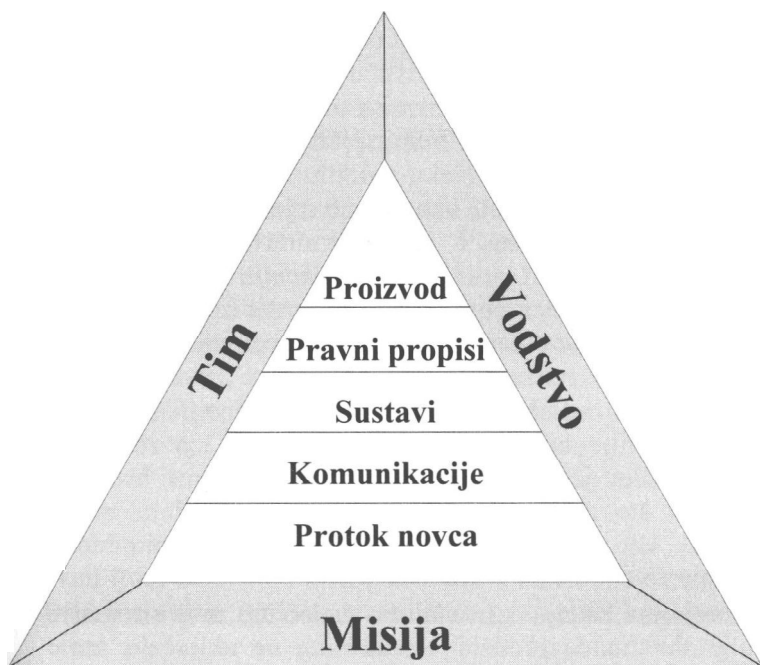 Proizvod
Vodstvo
Tim
Pravni propisi
Sustavi
Komunikacije
Protok novca
Misija